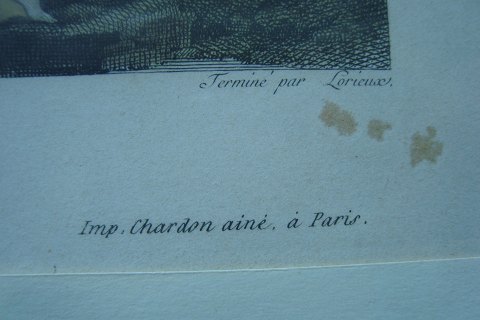 Terminé par Lorieux.
Imp. Chardon ainé. à Paris.